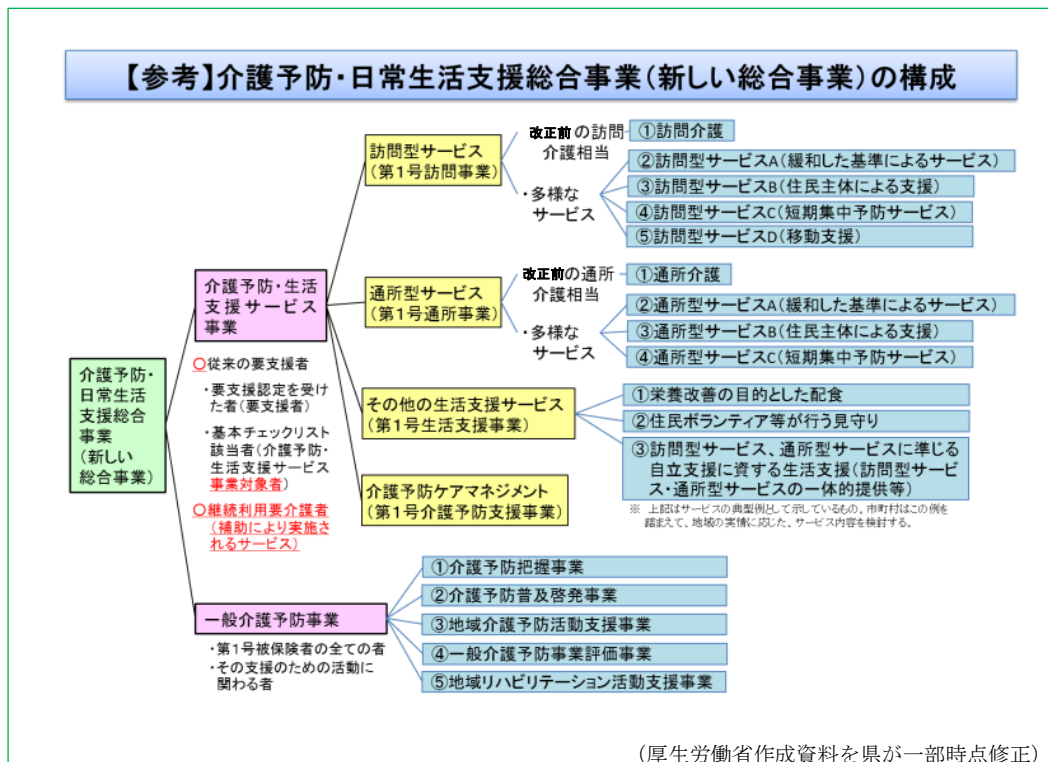 【参考】介護予防・日常生活支援総合事業(新しい総合事業)の構成
介護予防・
日常生活
支援総合
事業
(新しい
総合事業)
介護予防・生活
支援サービス
事業
〇従来の要支援者
・要支援認定を受け
た者(要支援者)
・基本チェックリスト
該当者(介護予防・
生活支援サービス
事業対象者)
〇継続利用要介護者
(補助により実施さ
れるサービス)
訪問型サービス
(第1号訪問事業)
改正前の訪問
介護相当
①訪問介護
・多様な
サービス
②訪問型サービスA(緩和した基準によるサービス)
③訪問型サービスB(住民主体による支援)
④訪問型サービスC(短期集中予防サービス)
⑤訪問型サービスD(移動支援)
通所型サービス
(第1号通所事業)
改正前の通所
介護相当
①通所介護
・多様な
サービス
②通所型サービスA(緩和した基準によるサービス)
③通所型サービスB(住民主体による支援)
④通所型サービスC(短期集中予防サービス)
その他の生活支援サービス
(第1号生活支援事業)
①栄養改善の目的とした配食
②住民ボランティア等が行う見守り
③訪問型サービス、通所型サービスに準じる
自立支援に資する生活支援(訪問型サービ
ス・通所型サービスの一体的提供等)
※ 上記はサービスの典型例として示しているもの。市町村はこの例を
踏まえて、地域の実情に応じた、サービス内容を検討する。
介護予防ケアマネジメント
(第1号介護予防支援事業)
一般介護予防事業
・第1号被保険者の全ての者
・その支援のための活動に
関わる者
①介護予防把握事業
②介護予防普及啓発事業
③地域介護予防活動支援事業
④一般介護予防事業評価事業
⑤地域リハビリテーション活動支援事業
(厚生労働省作成資料を県が一部時点修正)